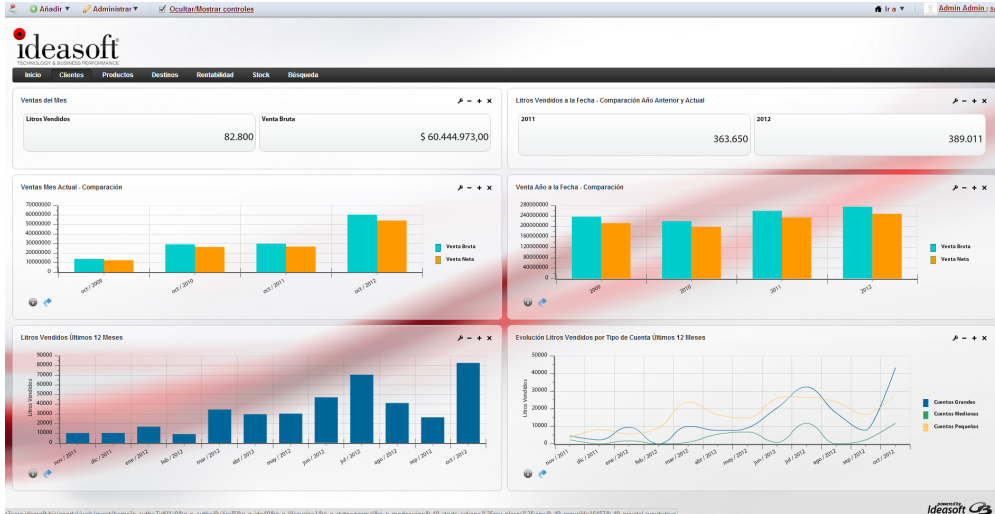 Añadir ▼ Administrar ▼ Ocultar/Mostrar controles Ir a ▼ Admin Admin
ideasoft
TECHNOLOGY & BUSINESS PERFORMANCE
Inicio Clientes Productos Destinos Rentabilidad Stock Búsqueda
Ventas del Mes
Litros Vendidos Venta Bruta
82.800 $ 60.444.973,00
Litros Vendidos a la Fecha - Comparación Año Anterior y Actual
2011 2012
363.650 389.011
Ventas Mes Actual - Comparación
70000000
60000000
50000000
40000000
30000000
20000000
10000000
0
oct / 2009 oct / 2010 oct / 2011 oct / 2012
Venta Bruta
Venta Neta
Venta Año a la Fecha - Comparación
280000000
240000000
200000000
160000000
120000000
80000000
40000000
0
2009 2010 2011 2012
Venta Bruta
Venta Neta
Litros Vendidos Últimos 12 Meses
Litros Vendidos
90000
80000
70000
60000
50000
40000
30000
20000
10000
0
nov / 2011 dic / 2011 ene / 2012 feb / 2012 mar / 2012 abr / 2012 may / 2012 jun / 2012 jul / 2012 ago / 2012 sep / 2012 oct / 2012
Evolución Litros Vendidos por Tipo de Cuenta Últimos 12 Meses
Litros Vendidos
50000
40000
30000
20000
10000
0
nov / 2011 dic / 2011 ene / 2012 feb / 2012 mar / 2012 abr / 2012 may / 2012 jun / 2012 jul / 2012 ago / 2012 sep / 2012 oct / 2012
Cuentas Grandes
Cuentas Medianas
Cuentas Pequeñas
powered by
Ideasoft